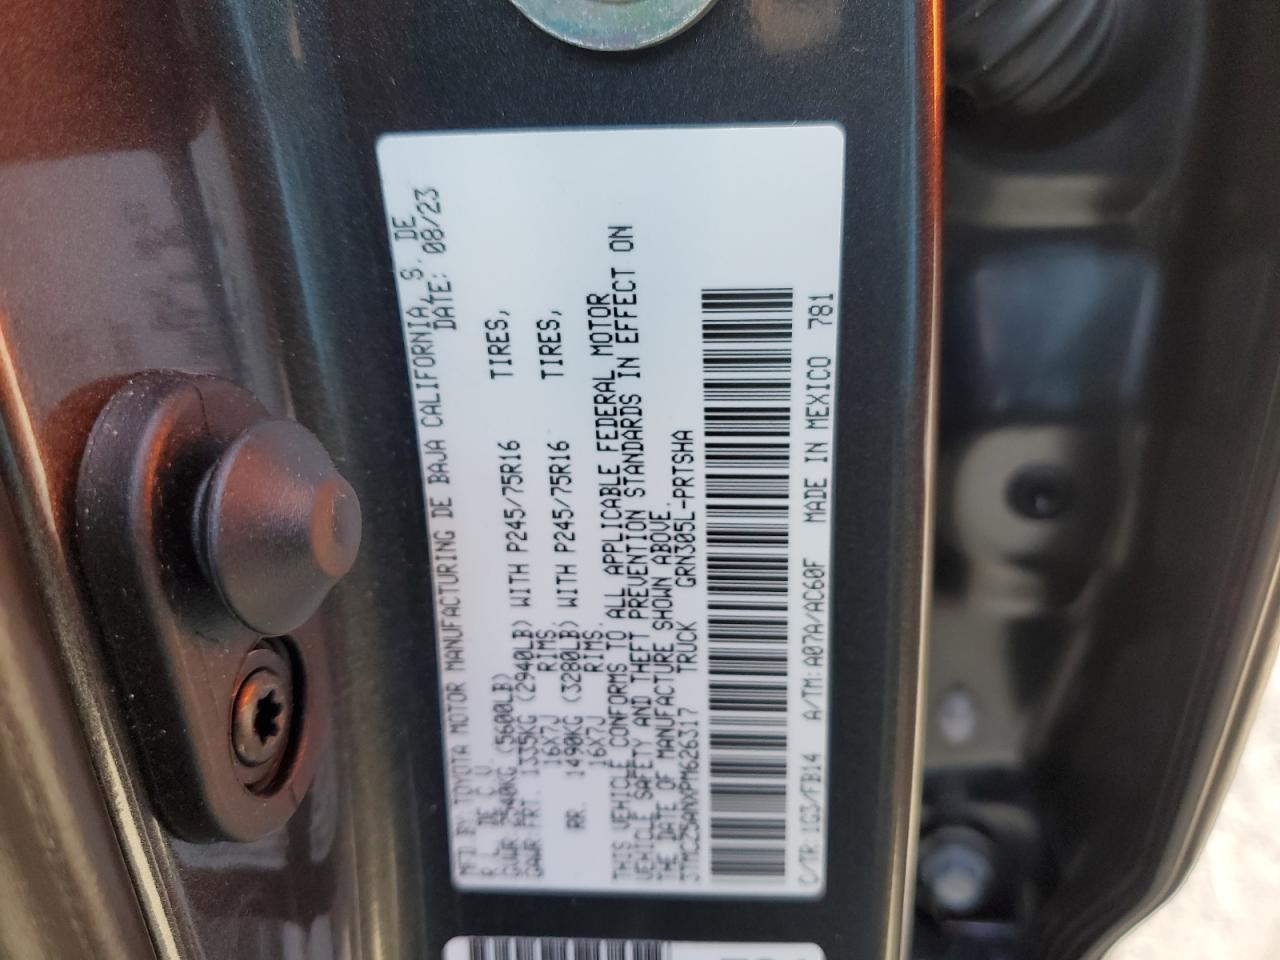 MFD.BY TOYOTA MOTOR MANUFACTURING DE BAJA CALIFORNIA, S. DE
R.L. DE C.V. DATE: 08/23
GVWR 2540KG (5600LB)
GAWR FRT. 1335KG (2940LB) WITH P245/75R16 TIRES,
16X7J RIMS.
RR. 1490KG (3280LB) WITH P245/75R16 TIRES,
16X7J RIMS.
THIS VEHICLE CONFORMS TO ALL APPLICABLE FEDERAL MOTOR
VEHICLE SAFETY AND THEFT PREVENTION STANDARDS IN EFFECT ON
THE DATE OF MANUFACTURE SHOWN ABOVE.
3TMCZ5ANXPM626317 TRUCK GRN305L-PRTSHA
C/TR:1G3/FB14 A/TM:A07A/AC60F MADE IN MEXICO 781